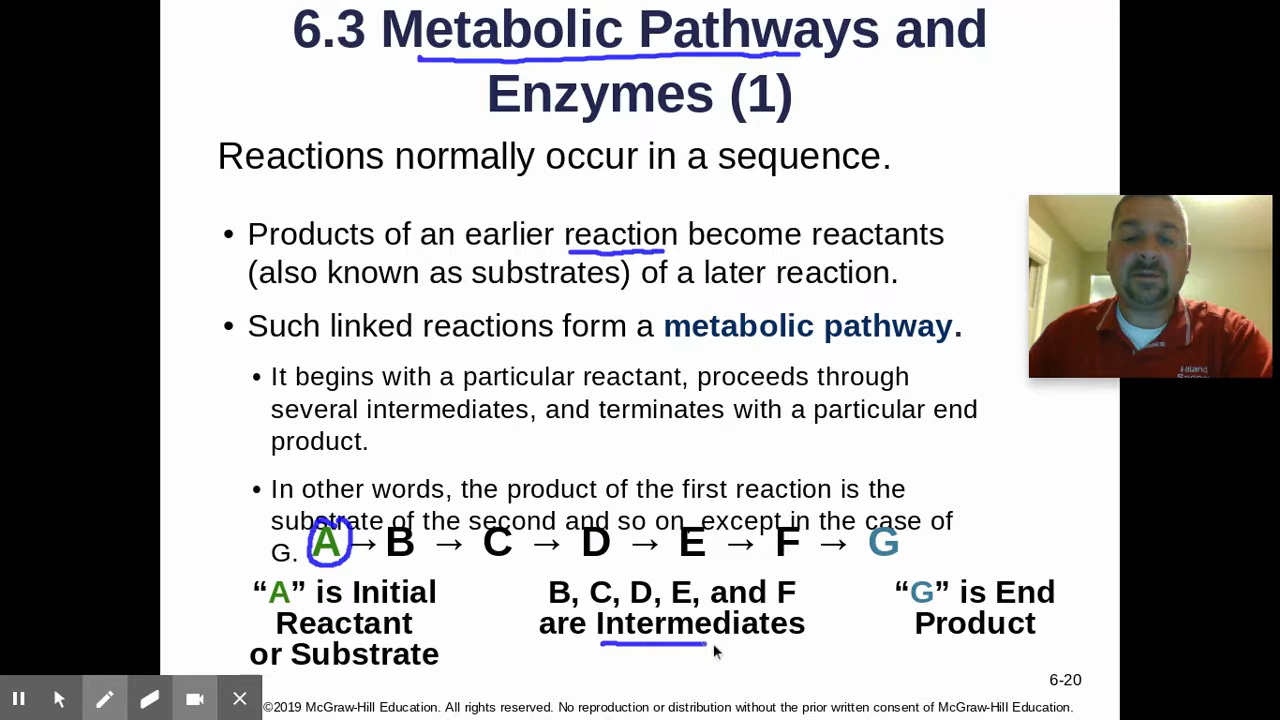 6.3 Metabolic Pathways and
Enzymes (1)
Reactions normally occur in a sequence.
• Products of an earlier reaction become reactants
(also known as substrates) of a later reaction.
• Such linked reactions form a metabolic pathway.
• It begins with a particular reactant, proceeds through
several intermediates, and terminates with a particular end
product.
• In other words, the product of the first reaction is the
substrate of the second and so on, except in the case of
G.
A → B → C → D → E → F → G
“A” is Initial
Reactant
or Substrate
B, C, D, E, and F
are Intermediates
“G” is End
Product
6-20
©2019 McGraw-Hill Education. All rights reserved. No reproduction or distribution without the prior written consent of McGraw-Hill Education.